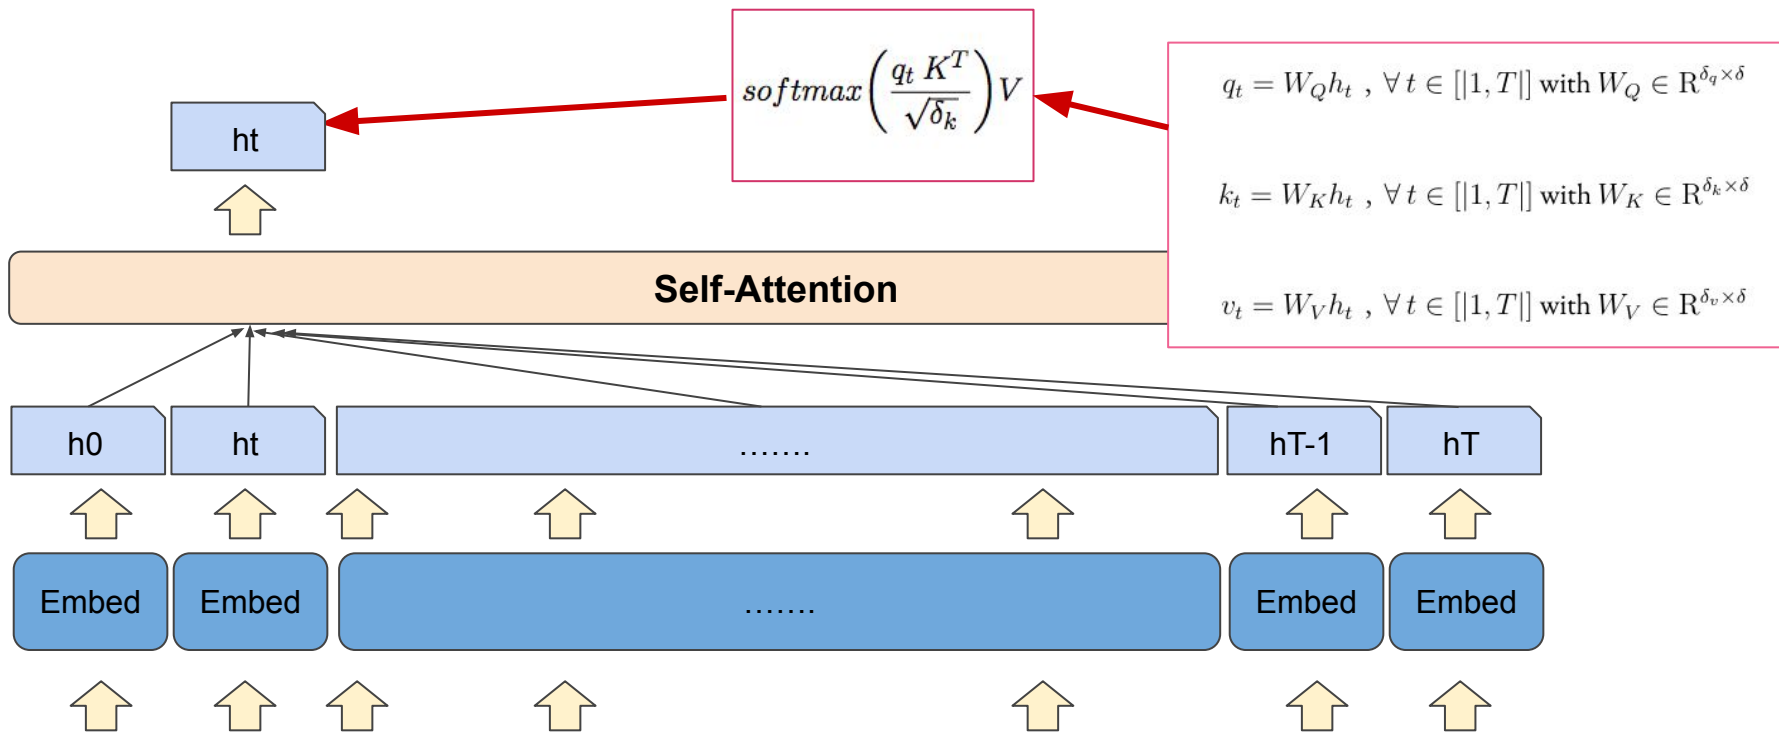 softmax(q_t K^T / √δ_k)V
q_t = W_Q h_t , ∀ t ∈ [|1, T|] with W_Q ∈ R^{δ_q×δ}
ht
k_t = W_K h_t , ∀ t ∈ [|1, T|] with W_K ∈ R^{δ_k×δ}
Self-Attention
v_t = W_V h_t , ∀ t ∈ [|1, T|] with W_V ∈ R^{δ_v×δ}
h0 ht ....... hT-1 hT
Embed Embed ....... Embed Embed